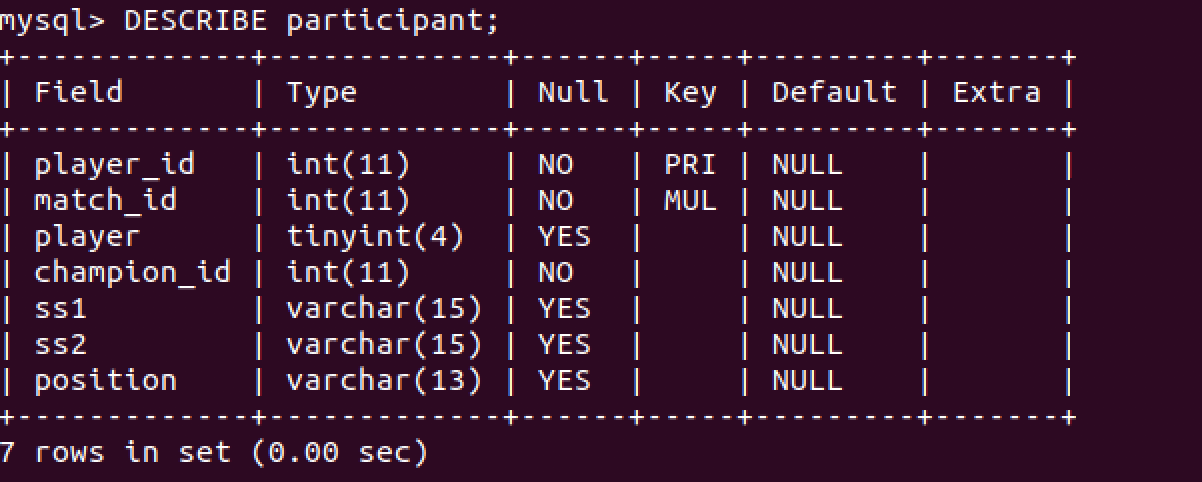 mysql> DESCRIBE participant;
+-------------+-------------+------+-----+---------+-------+
| Field       | Type        | Null | Key | Default | Extra |
+-------------+-------------+------+-----+---------+-------+
| player_id   | int(11)     | NO   | PRI | NULL    |       |
| match_id    | int(11)     | NO   | MUL | NULL    |       |
| player      | tinyint(4)  | YES  |     | NULL    |       |
| champion_id | int(11)     | NO   |     | NULL    |       |
| ss1         | varchar(15) | YES  |     | NULL    |       |
| ss2         | varchar(15) | YES  |     | NULL    |       |
| position    | varchar(13) | YES  |     | NULL    |       |
+-------------+-------------+------+-----+---------+-------+
7 rows in set (0.00 sec)